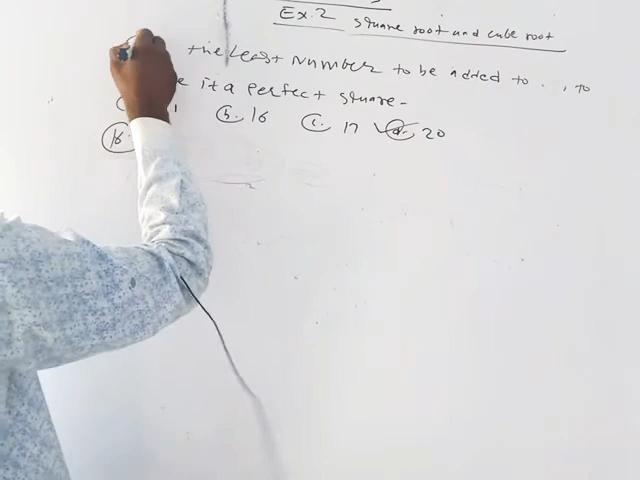 Ex.2 square root and cube root
the least number to be added to ..., to
it a perfect square-
b. 16 c. 17 d. 20
16